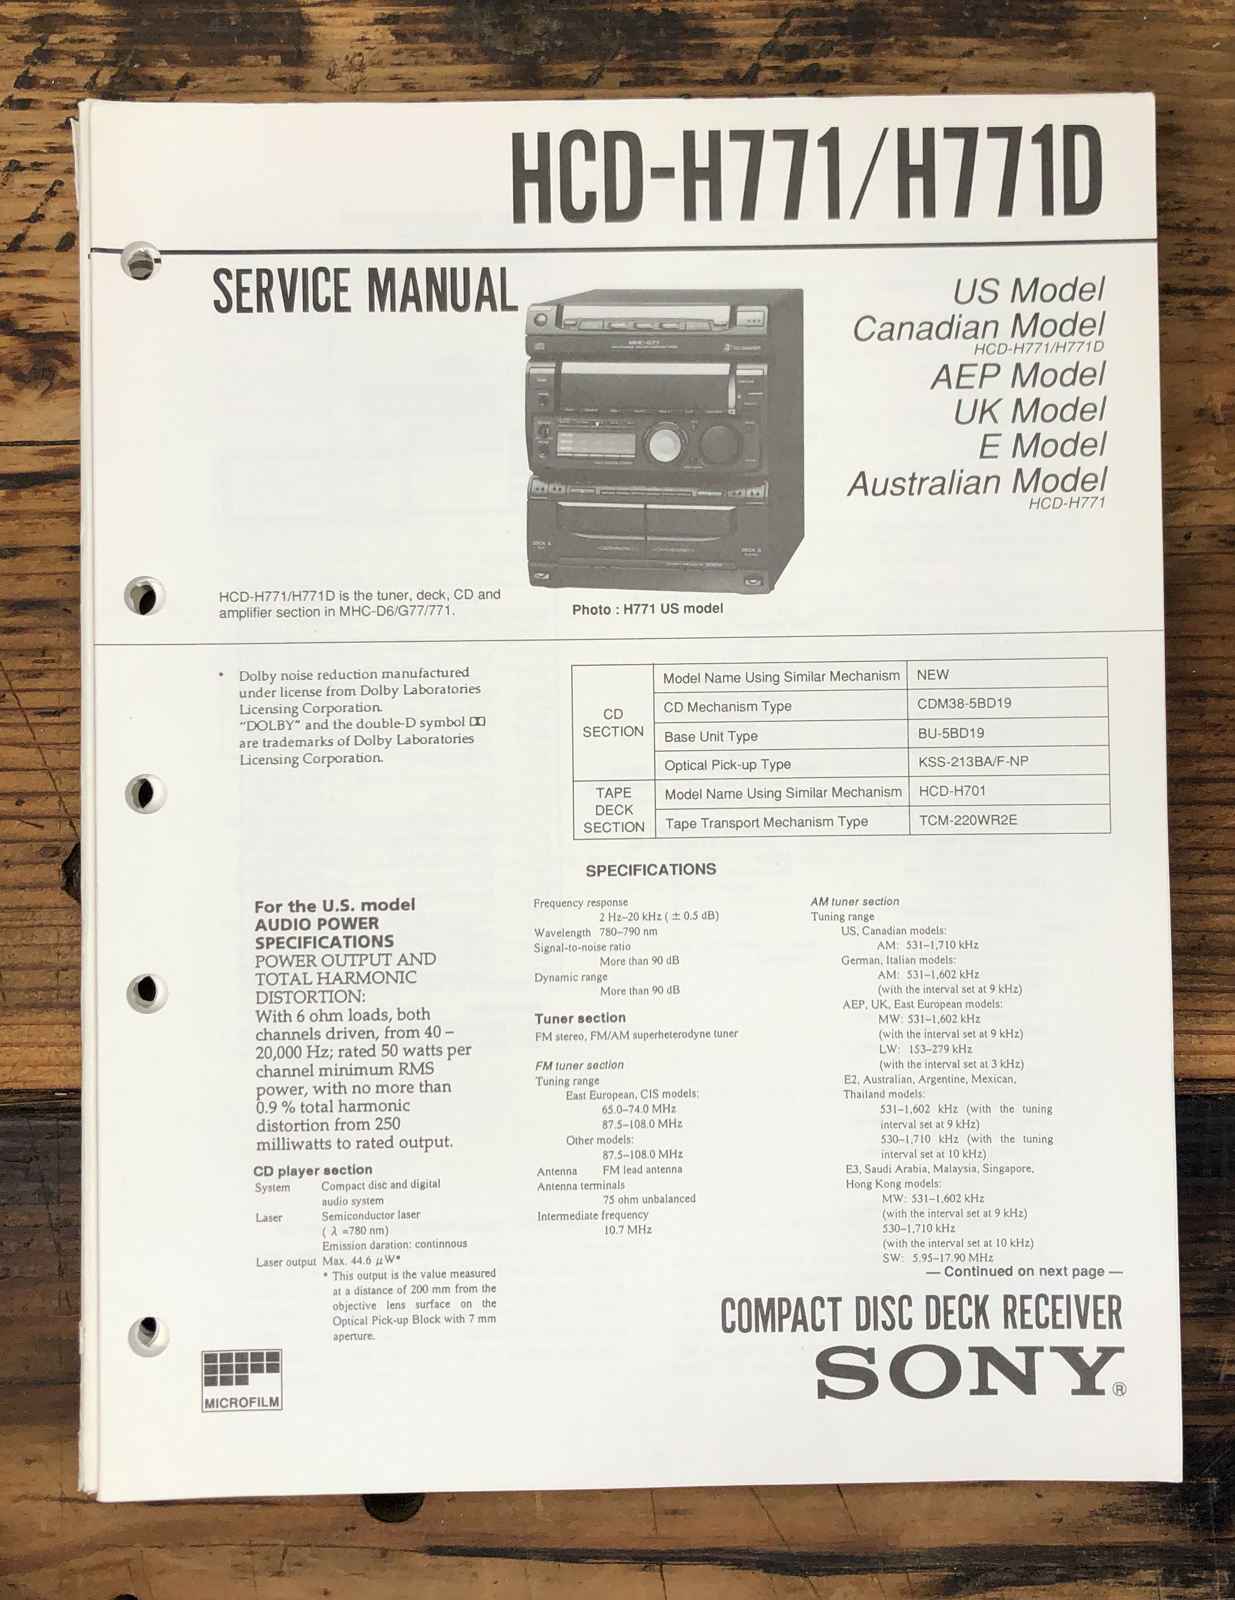 HCD-H771/H771D
SERVICE MANUAL
US Model
Canadian Model
HCD-H771/H771D
AEP Model
UK Model
E Model
Australian Model
HCD-H771
MHC-G77
DECK A
DECK B
HCD-H771/H771D is the tuner, deck, CD and
amplifier section in MHC-D6/G77/771.
Photo : H771 US model
* Dolby noise reduction manufactured
under license from Dolby Laboratories
Licensing Corporation.
"DOLBY" and the double-D symbol
are trademarks of Dolby Laboratories
Licensing Corporation.
CD
SECTION
Model Name Using Similar Mechanism NEW
CD Mechanism Type CDM38-5BD19
Base Unit Type BU-5BD19
Optical Pick-up Type KSS-213BA/F-NP
TAPE
DECK
SECTION
Model Name Using Similar Mechanism HCD-H701
Tape Transport Mechanism Type TCM-220WR2E
SPECIFICATIONS
For the U.S. model
AUDIO POWER
SPECIFICATIONS
POWER OUTPUT AND
TOTAL HARMONIC
DISTORTION:
With 6 ohm loads, both
channels driven, from 40 –
20,000 Hz; rated 50 watts per
channel minimum RMS
power, with no more than
0.9 % total harmonic
distortion from 250
milliwatts to rated output.
CD player section
System Compact disc and digital
audio system
Laser Semiconductor laser
( λ =780 nm)
Emission daration: continnous
Laser output Max. 44.6 μW*
* This output is the value measured
at a distance of 200 mm from the
objective lens surface on the
Optical Pick-up Block with 7 mm
aperture.
Frequency response
2 Hz–20 kHz ( ± 0.5 dB)
Wavelength 780–790 nm
Signal-to-noise ratio
More than 90 dB
Dynamic range
More than 90 dB
Tuner section
FM stereo, FM/AM superheterodyne tuner
FM tuner section
Tuning range
East European, CIS models:
65.0–74.0 MHz
87.5–108.0 MHz
Other models:
87.5–108.0 MHz
Antenna FM lead antenna
Antenna terminals
75 ohm unbalanced
Intermediate frequency
10.7 MHz
AM tuner section
Tuning range
US, Canadian models:
AM: 531–1,710 kHz
German, Italian models:
AM: 531–1,602 kHz
(with the interval set at 9 kHz)
AEP, UK, East European models:
MW: 531–1,602 kHz
(with the interval set at 9 kHz)
LW: 153–279 kHz
(with the interval set at 3 kHz)
E2, Australian, Argentine, Mexican,
Thailand models:
531–1,602 kHz (with the tuning
interval set at 9 kHz)
530–1,710 kHz (with the tuning
interval set at 10 kHz)
E3, Saudi Arabia, Malaysia, Singapore,
Hong Kong models:
MW: 531–1,602 kHz
(with the interval set at 9 kHz)
530–1,710 kHz
(with the interval set at 10 kHz)
SW: 5.95–17.90 MHz
— Continued on next page —
COMPACT DISC DECK RECEIVER
SONY®
MICROFILM